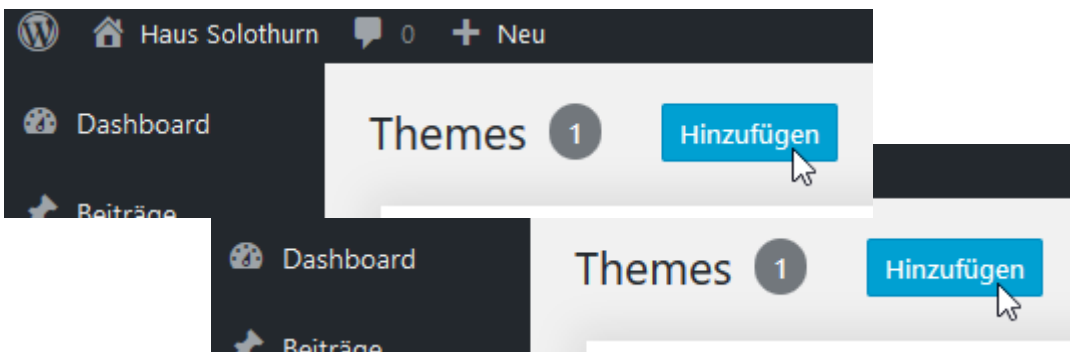 Haus Solothurn 0 + Neu
Dashboard
Themes 1 Hinzufügen
Beiträge
Dashboard
Themes 1 Hinzufügen
Beiträge